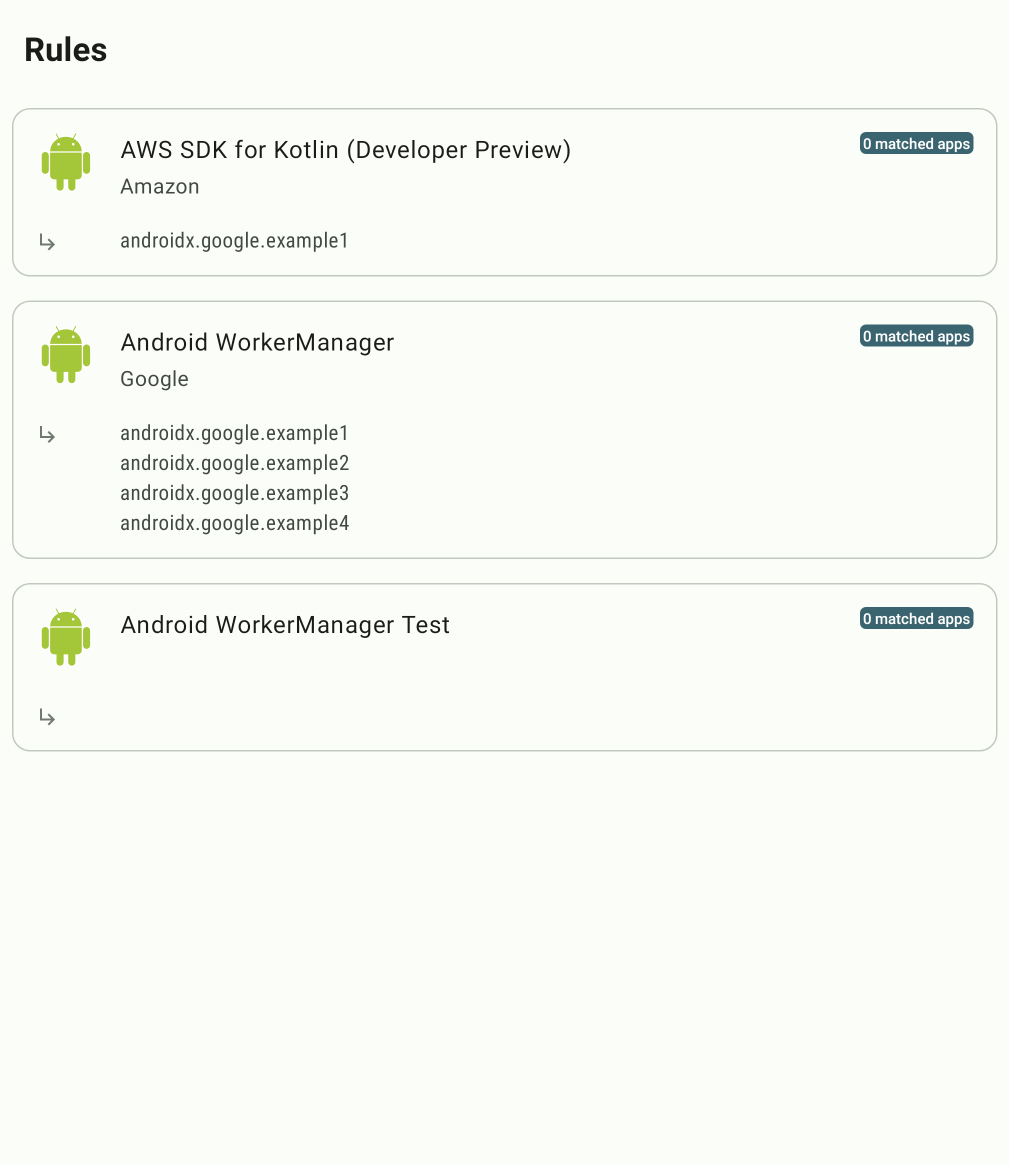 Rules
AWS SDK for Kotlin (Developer Preview)
0 matched apps
Amazon
androidx.google.example1
Android WorkerManager
0 matched apps
Google
androidx.google.example1
androidx.google.example2
androidx.google.example3
androidx.google.example4
Android WorkerManager Test
0 matched apps